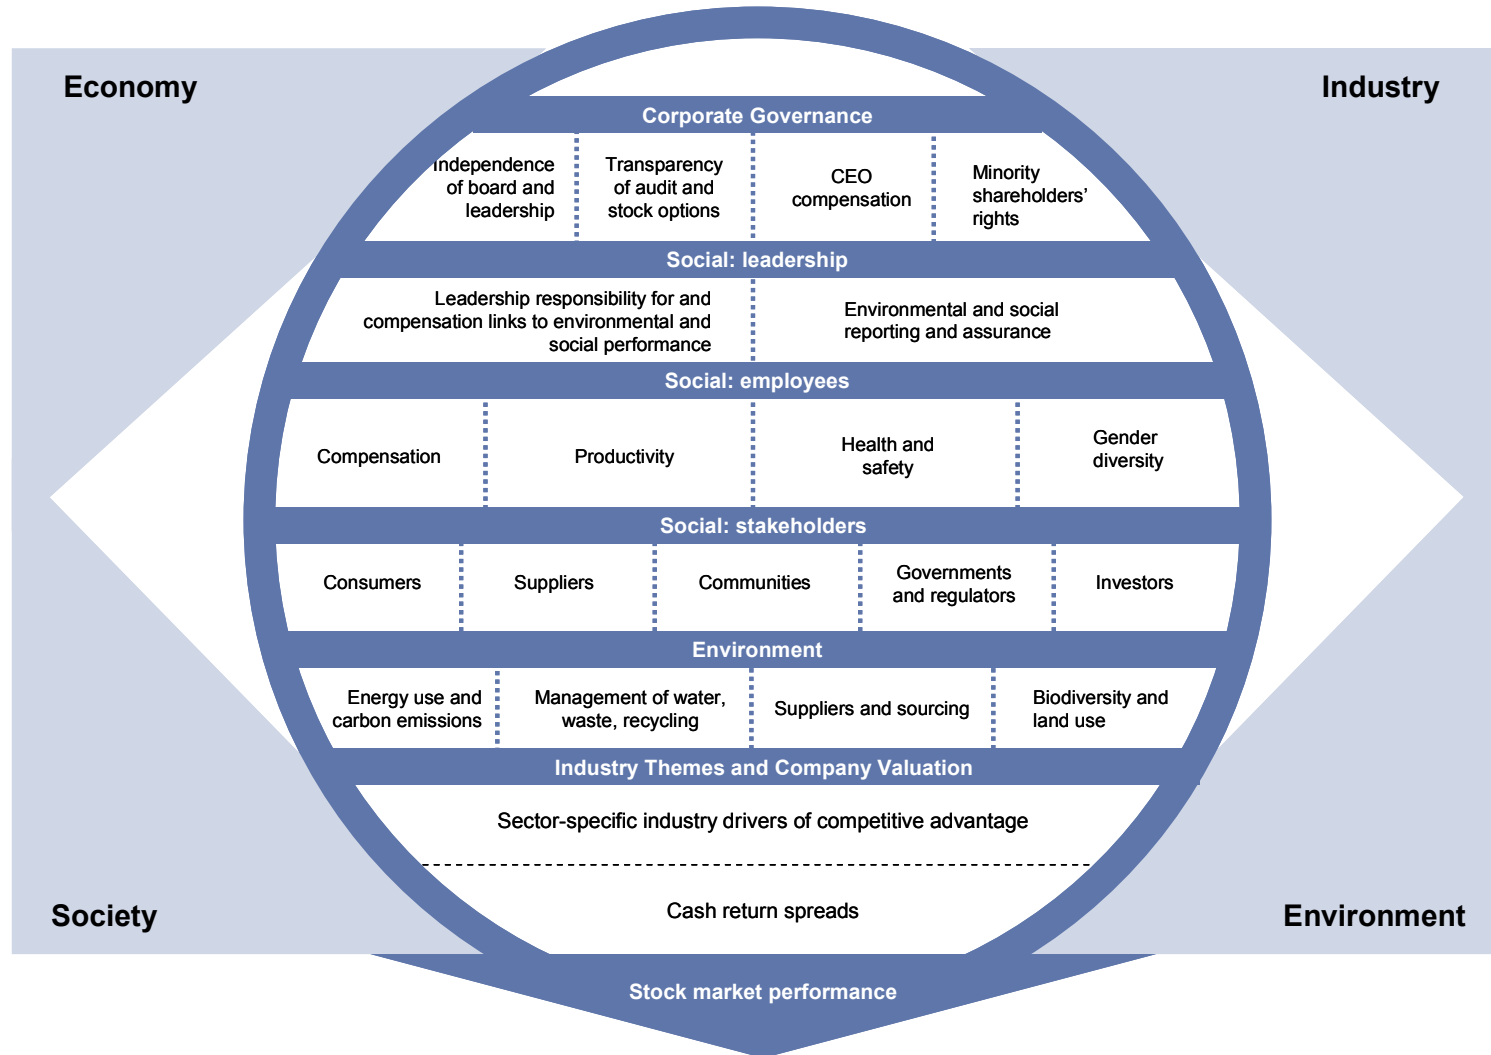 Economy
Industry
Corporate Governance
Independence
of board and
leadership
Transparency
of audit and
stock options
CEO
compensation
Minority
shareholders’
rights
Social: leadership
Leadership responsibility for and
compensation links to environmental and
social performance
Environmental and social
reporting and assurance
Social: employees
Compensation
Productivity
Health and
safety
Gender
diversity
Social: stakeholders
Consumers
Suppliers
Communities
Governments
and regulators
Investors
Environment
Energy use and
carbon emissions
Management of water,
waste, recycling
Suppliers and sourcing
Biodiversity and
land use
Industry Themes and Company Valuation
Sector-specific industry drivers of competitive advantage
Cash return spreads
Society
Environment
Stock market performance